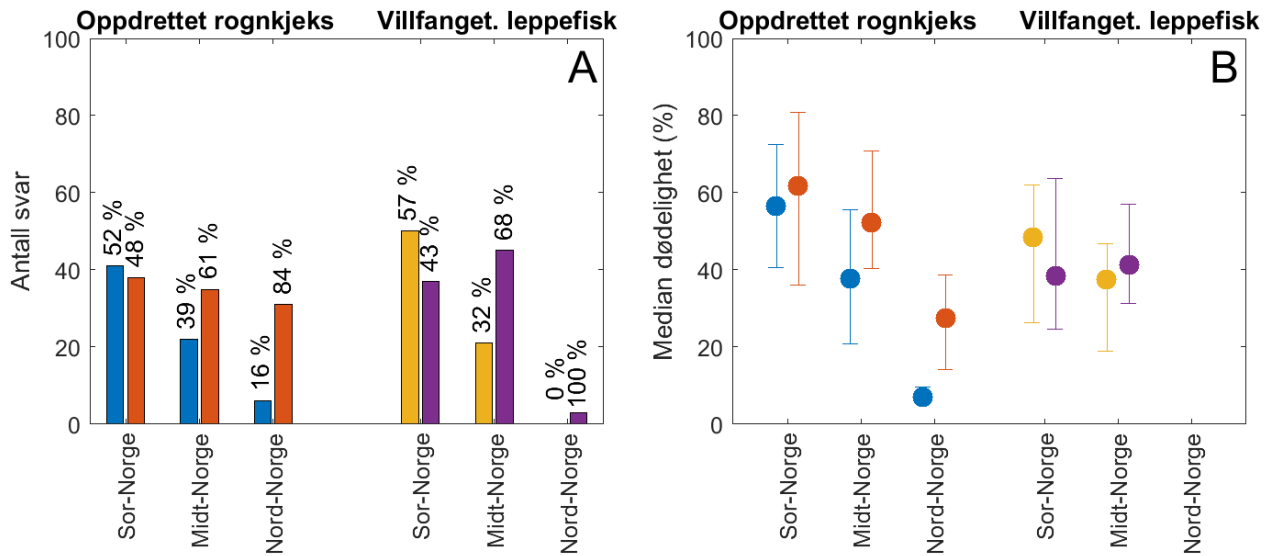 Oppdrettet rognkjeks
Villfanget. leppefisk
A
Antall svar
100
80
60
40
20
0
52 %
48 %
39 %
61 %
16 %
84 %
57 %
43 %
32 %
68 %
0 %
100 %
Sor-Norge
Midt-Norge
Nord-Norge
Sor-Norge
Midt-Norge
Nord-Norge
Oppdrettet rognkjeks
Villfanget. leppefisk
B
Median dødelighet (%)
100
80
60
40
20
0
Sor-Norge
Midt-Norge
Nord-Norge
Sor-Norge
Midt-Norge
Nord-Norge